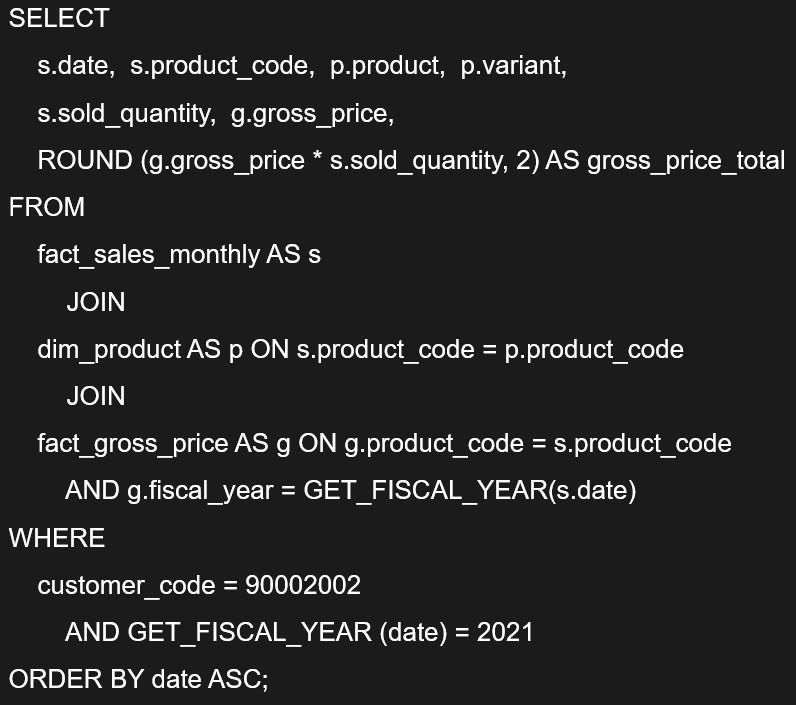 SELECT
s.date, s.product_code, p.product, p.variant,
s.sold_quantity, g.gross_price,
ROUND (g.gross_price * s.sold_quantity, 2) AS gross_price_total
FROM
fact_sales_monthly AS s
JOIN
dim_product AS p ON s.product_code = p.product_code
JOIN
fact_gross_price AS g ON g.product_code = s.product_code
AND g.fiscal_year = GET_FISCAL_YEAR(s.date)
WHERE
customer_code = 90002002
AND GET_FISCAL_YEAR (date) = 2021
ORDER BY date ASC;